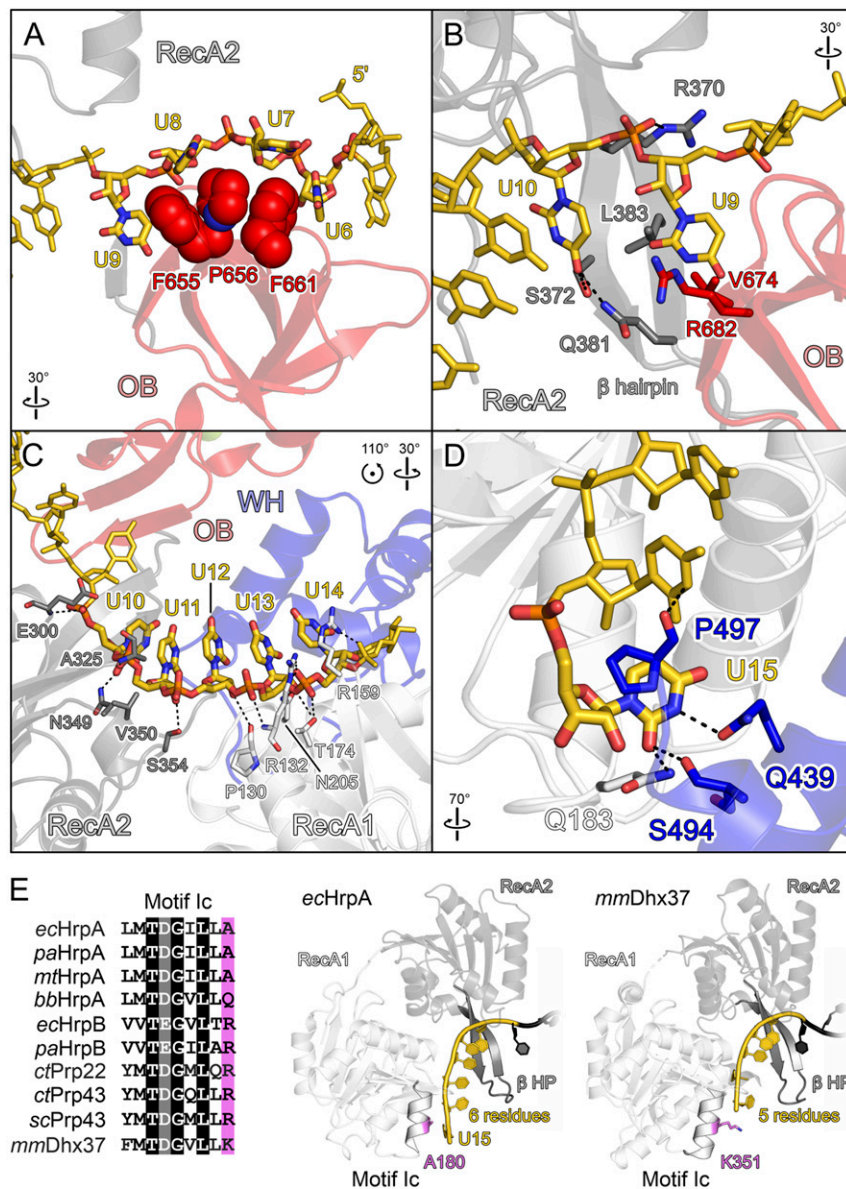 A
RecA2
5'
U8
U7
U9
U6
F655
P656
F661
30°
OB
B
30°
R370
U10
L383
U9
S372
V674
R682
Q381
β hairpin
RecA2
OB
C
110° 30°
WH
OB
U12
U10
U11
U13
U14
E300
A325
R159
N349
V350
T174
S354
R132
N205
P130
RecA2
RecA1
D
P497
U15
Q439
Q183
S494
70°
E
Motif Ic
ecHrpA LMTDGILLA
paHrpA LMTDGILLA
mtHrpA LMTDGILLA
bbHrpA LMTDGVLLQ
ecHrpB VVTEGVLTR
paHrpB VVTEGILAR
ctPrp22 YMTDGMLQR
ctPrp43 YMTDGQLLR
scPrp43 YMTDGMLLR
mmDhx37 FMTDGVLLK
ecHrpA
RecA2
RecA1
β HP
6 residues
U15
A180
Motif Ic
mmDhx37
RecA2
RecA1
β HP
5 residues
K351
Motif Ic